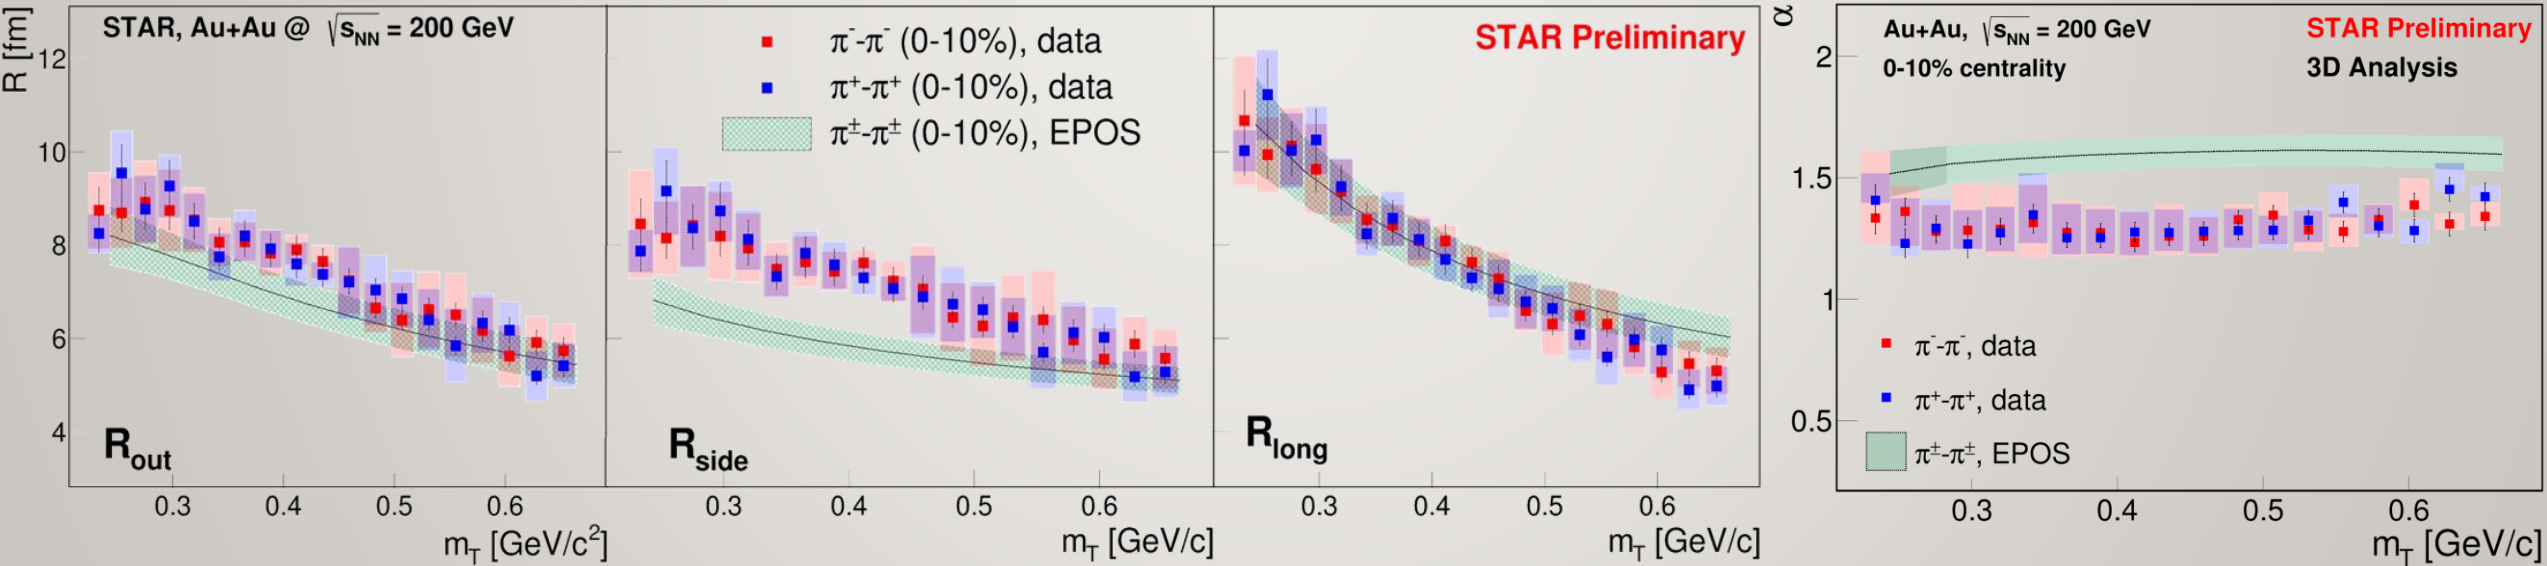 STAR, Au+Au @ √sNN = 200 GeV
R [fm]
12
10
8
6
4
Rout
0.3 0.4 0.5 0.6
mT [GeV/c²]
π⁻-π⁻ (0-10%), data
π⁺-π⁺ (0-10%), data
π±-π± (0-10%), EPOS
Rside
0.3 0.4 0.5 0.6
mT [GeV/c]
STAR Preliminary
Rlong
0.3 0.4 0.5 0.6
mT [GeV/c]
α
Au+Au, √sNN = 200 GeV
0-10% centrality
STAR Preliminary
3D Analysis
2
1.5
1
0.5
π⁻-π⁻, data
π⁺-π⁺, data
π±-π±, EPOS
0.3 0.4 0.5 0.6
mT [GeV/c]